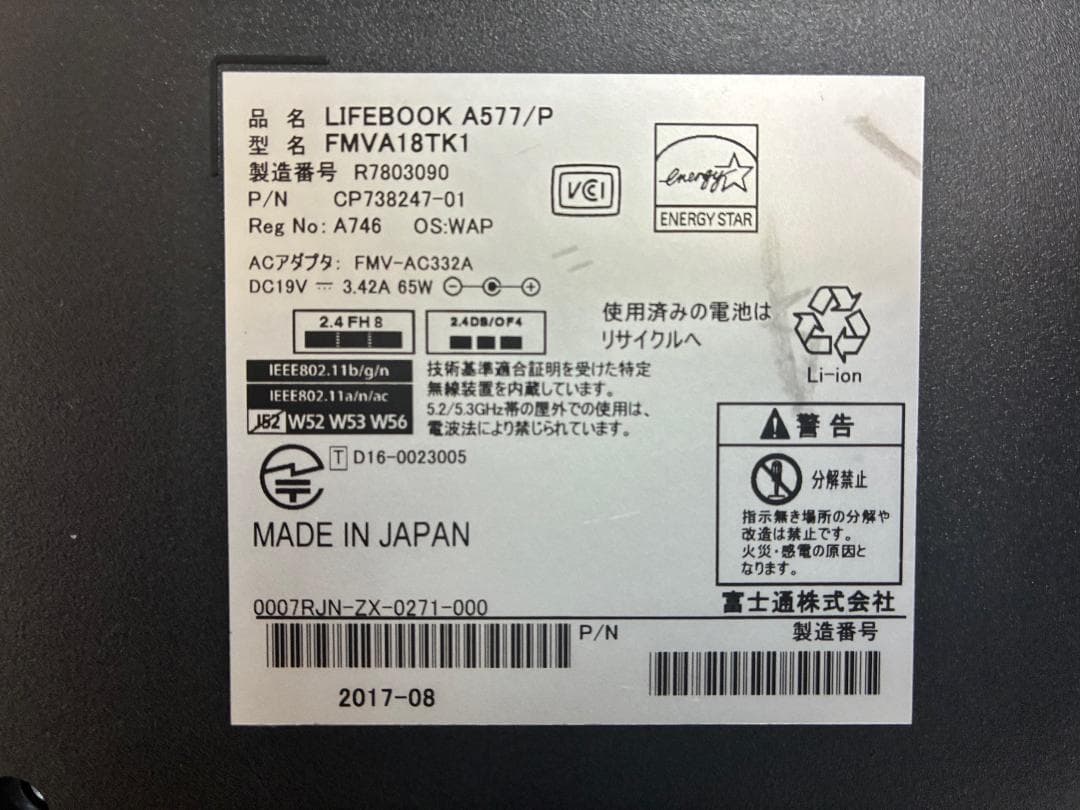 品 名 LIFEBOOK A577/P
型 名 FMVA18TK1
製造番号 R7803090
P/N CP738247-01
Reg No: A746 OS:WAP
VCI
energy
ENERGY STAR
ACアダプタ: FMV-AC332A
DC19V 3.42A 65W
2.4FH8
2.4DS/OF4
使用済みの電池は
リサイクルへ
Li-ion
IEEE802.11b/g/n
IEEE802.11a/n/ac
J52 W52 W53 W56
技術基準適合証明を受けた特定
無線装置を内蔵しています。
5.2/5.3GHz帯の屋外での使用は、
電波法により禁じられています。
T D16-0023005
警告
分解禁止
指示無き場所の分解や
改造は禁止です。
火災・感電の原因と
なります。
MADE IN JAPAN
富士通株式会社
0007RJN-ZX-0271-000
P/N
製造番号
2017-08